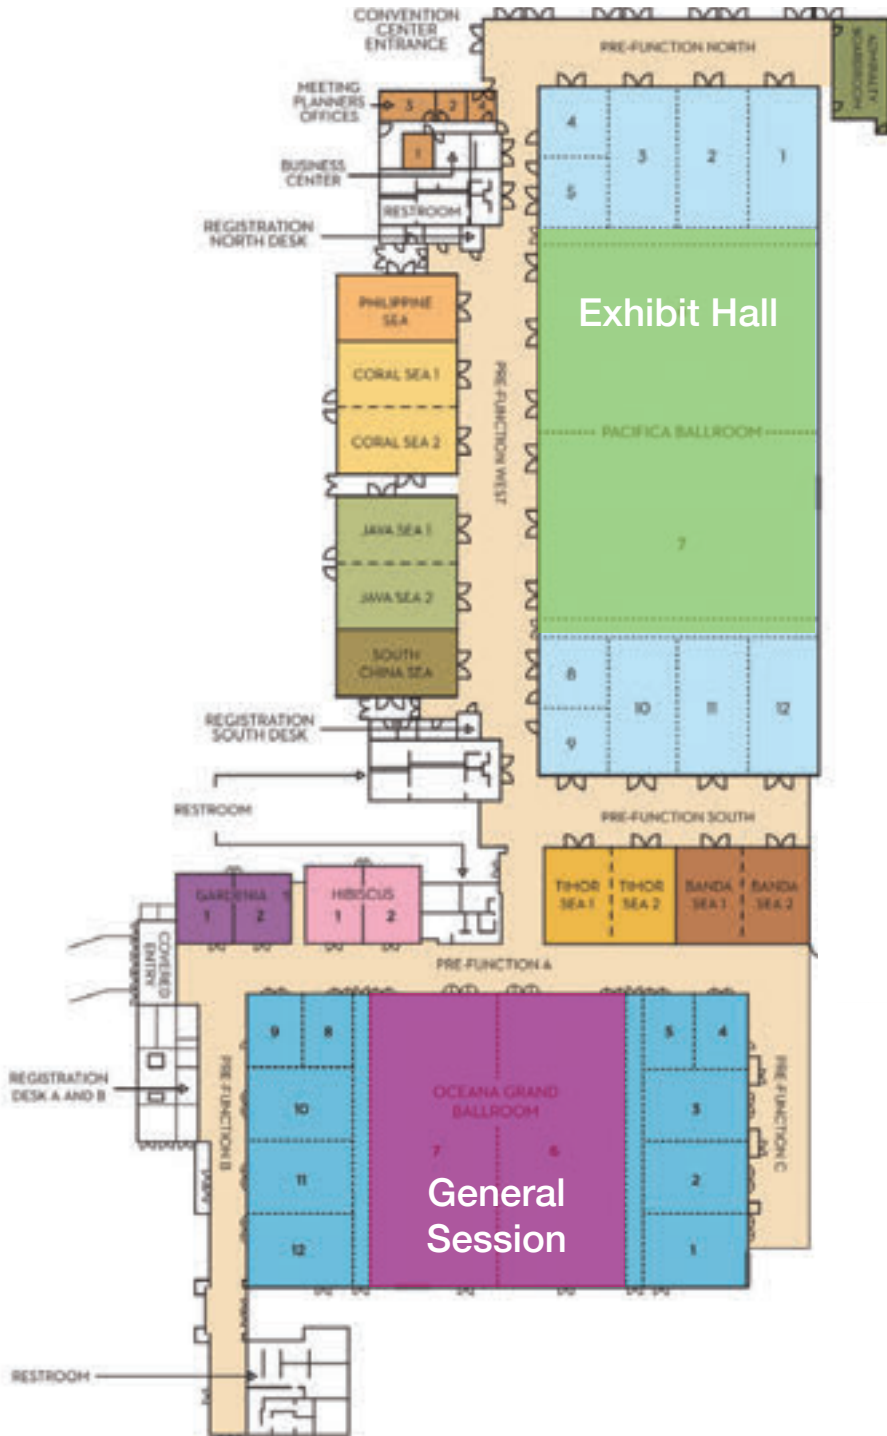 CONVENTION
CENTER
ENTRANCE
PRE-FUNCTION NORTH
ADMIRALTY
BOARDROOM
MEETING
PLANNERS
OFFICES
3
2
4
1
BUSINESS
CENTER
RESTROOM
REGISTRATION
NORTH DESK
4
3
2
1
5
PHILIPPINE
SEA
CORAL SEA 1
CORAL SEA 2
PRE-FUNCTION WEST
Exhibit Hall
PACIFICA BALLROOM
7
JAVA SEA 1
JAVA SEA 2
SOUTH
CHINA SEA
8
10
11
12
9
REGISTRATION
SOUTH DESK
RESTROOM
PRE-FUNCTION SOUTH
TIMOR
SEA 1
TIMOR
SEA 2
BANDA
SEA 1
BANDA
SEA 2
GARDENIA
1
2
HIBISCUS
1
2
COVERED
ENTRY
PRE-FUNCTION A
REGISTRATION
DESK A AND B
PRE-FUNCTION B
9
8
10
11
12
OCEANA GRAND
BALLROOM
7
6
General
Session
5
4
3
2
1
PRE-FUNCTION C
RESTROOM